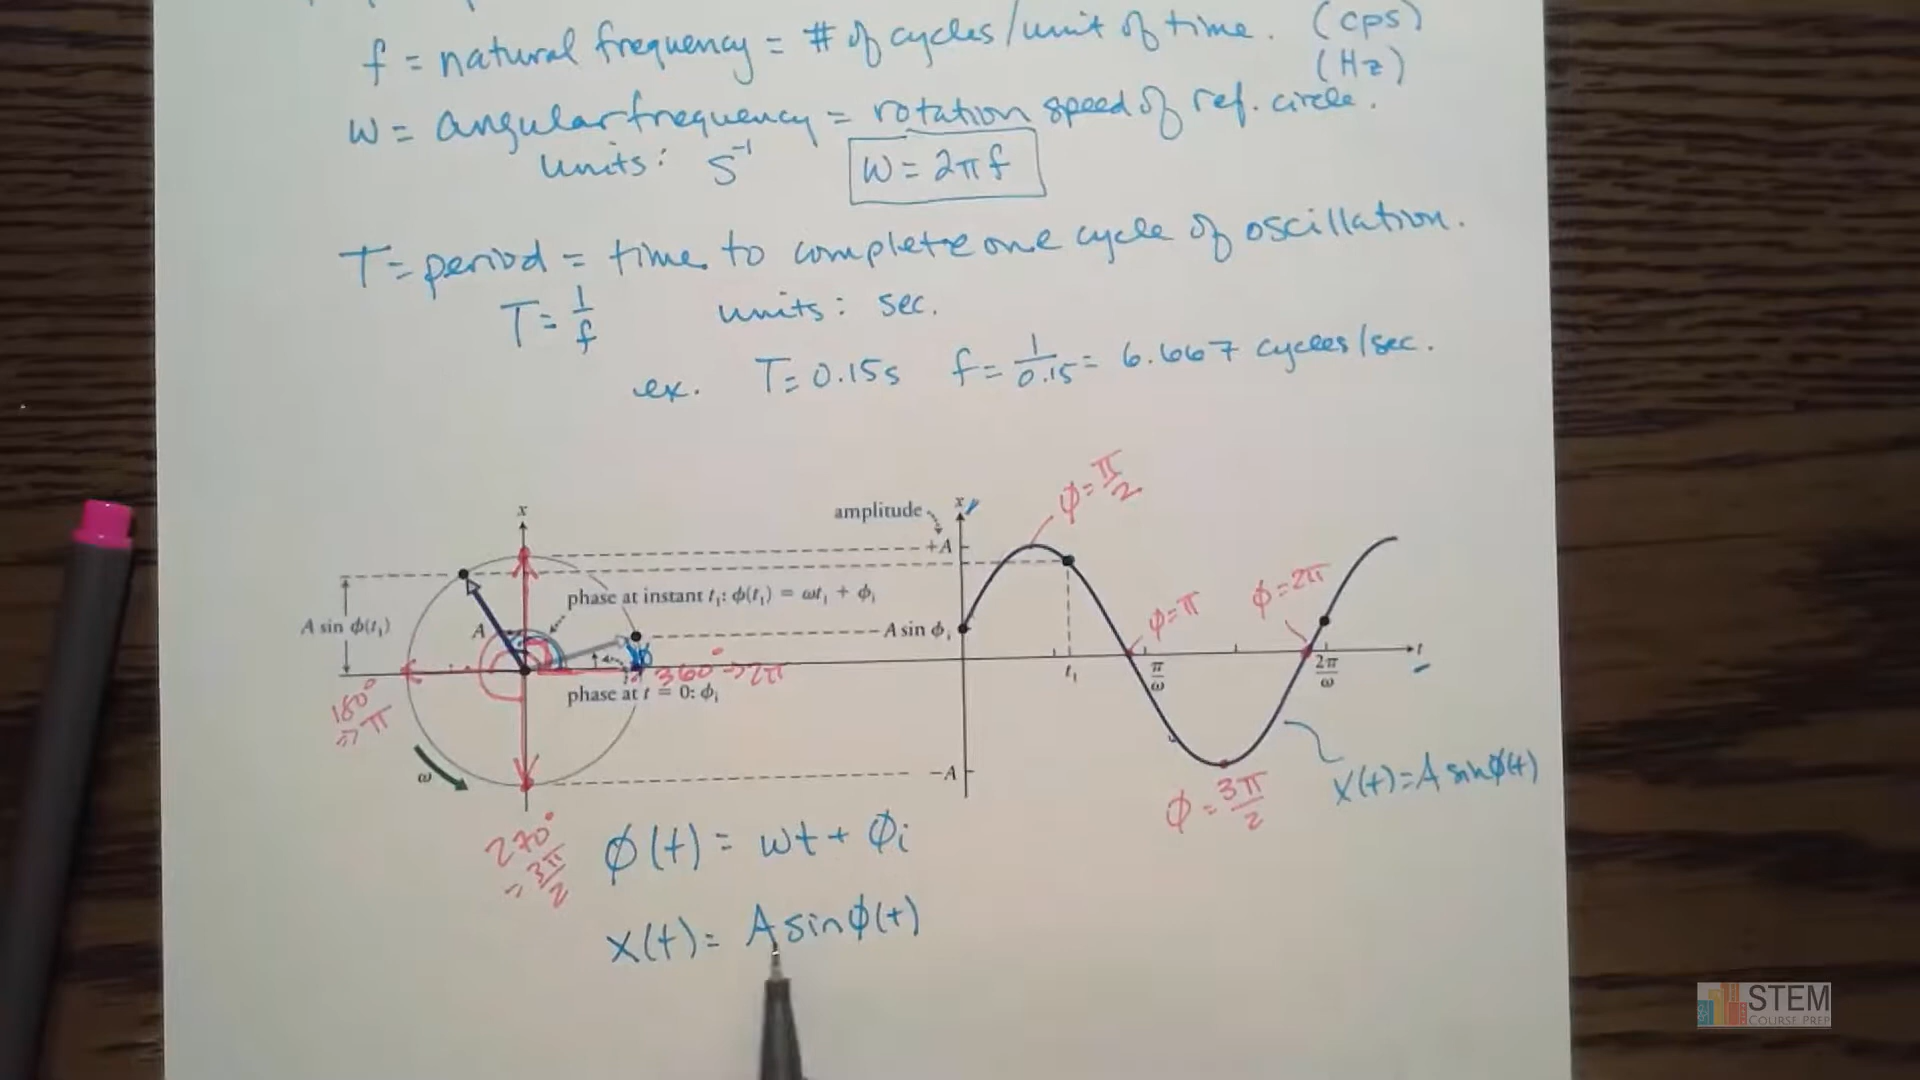 f = natural frequency = # of cycles/unit of time. (cps)
(Hz)
ω = angular frequency = rotation speed of ref. circle.
units: s⁻¹ ω = 2πf
T = period = time to complete one cycle of oscillation.
T = 1/f units: sec.
ex. T = 0.15s f = 1/0.15 = 6.667 cycles/sec.
φ = π/2
x
amplitude
x
+A
phase at instant t₁: φ(t₁) = ωt₁ + φᵢ
A sin φ(t₁)
A
A sin φᵢ
φ = π
φ = 2π
t
360° = 2π
phase at t = 0: φᵢ
t₁
π/ω
2π/ω
180° = π
ω
−A
x(t) = A sin φ(t)
φ = 3π/2
270° = 3π/2
φ(t) = ωt + φi
x(t) = A sin φ(t)
STEM
COURSE PREP